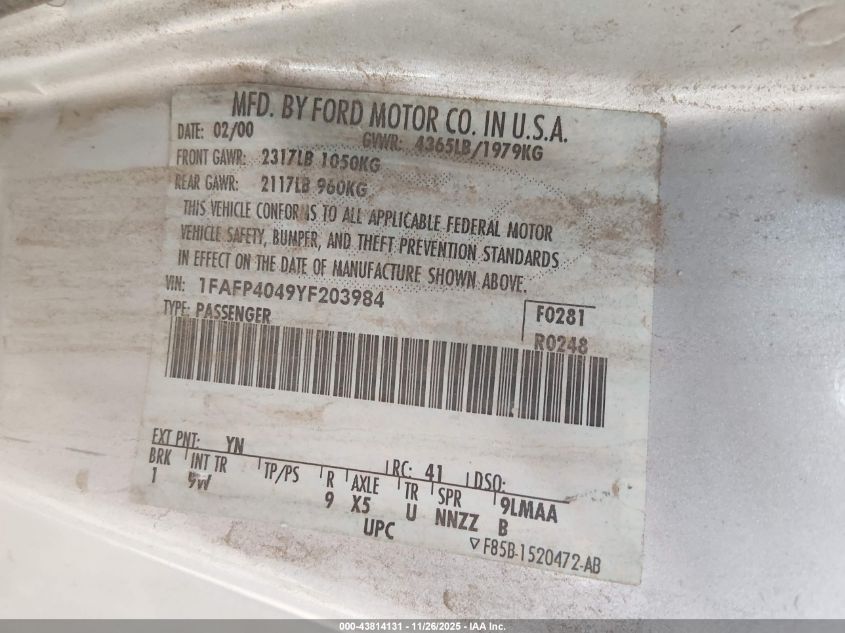 MFD. BY FORD MOTOR CO. IN U.S.A.
DATE: 02/00 GVWR: 4365LB/1979KG
FRONT GAWR: 2317LB 1050KG
REAR GAWR: 2117LB 960KG
THIS VEHICLE CONFORMS TO ALL APPLICABLE FEDERAL MOTOR
VEHICLE SAFETY, BUMPER, AND THEFT PREVENTION STANDARDS
IN EFFECT ON THE DATE OF MANUFACTURE SHOWN ABOVE.
VIN: 1FAFP4049YF203984
TYPE: PASSENGER
F0281
R0248
EXT PNT: YN RC: 41 DSO:
BRK INT TR TP/PS R AXLE TR SPR 9LMAA
1 9W 9 X5 U NNZZ B
UPC
▽F85B-1520472-AB
000-43814131 - 11/26/2025 - IAA Inc.